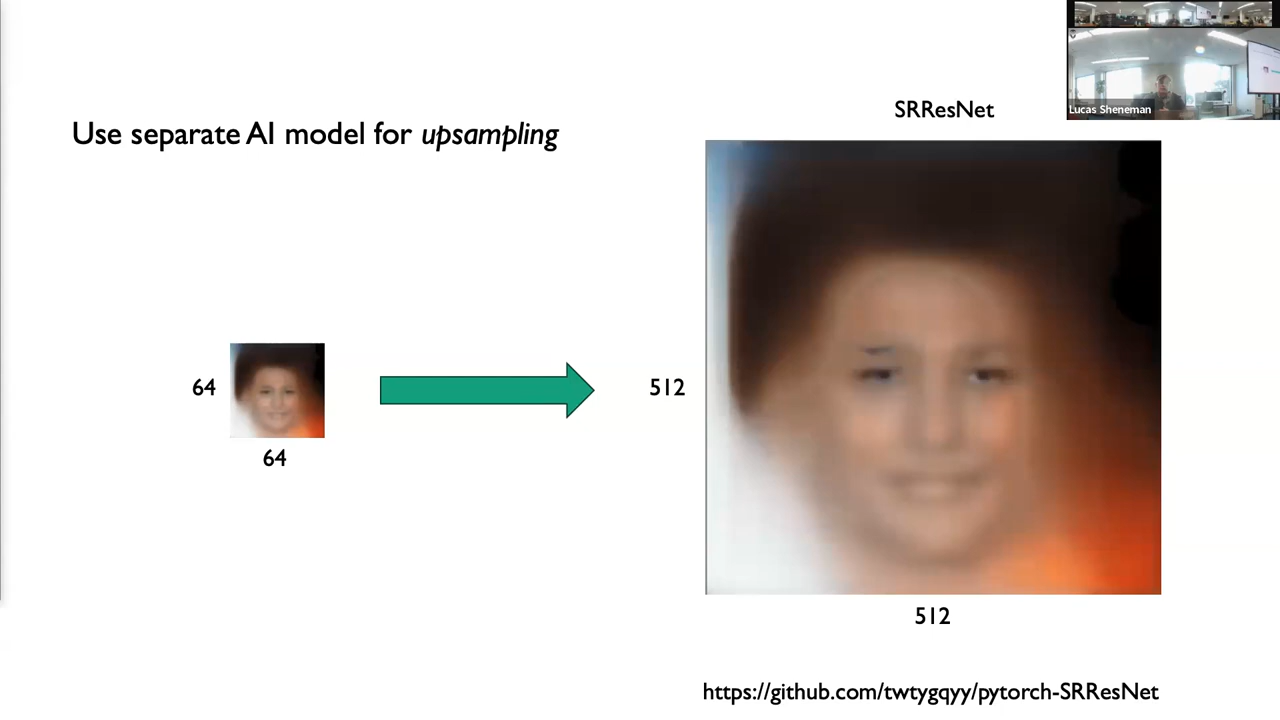 Use separate AI model for upsampling
SRResNet
Lucas Sheneman
64
64
512
512
https://github.com/twtygqyy/pytorch-SRResNet